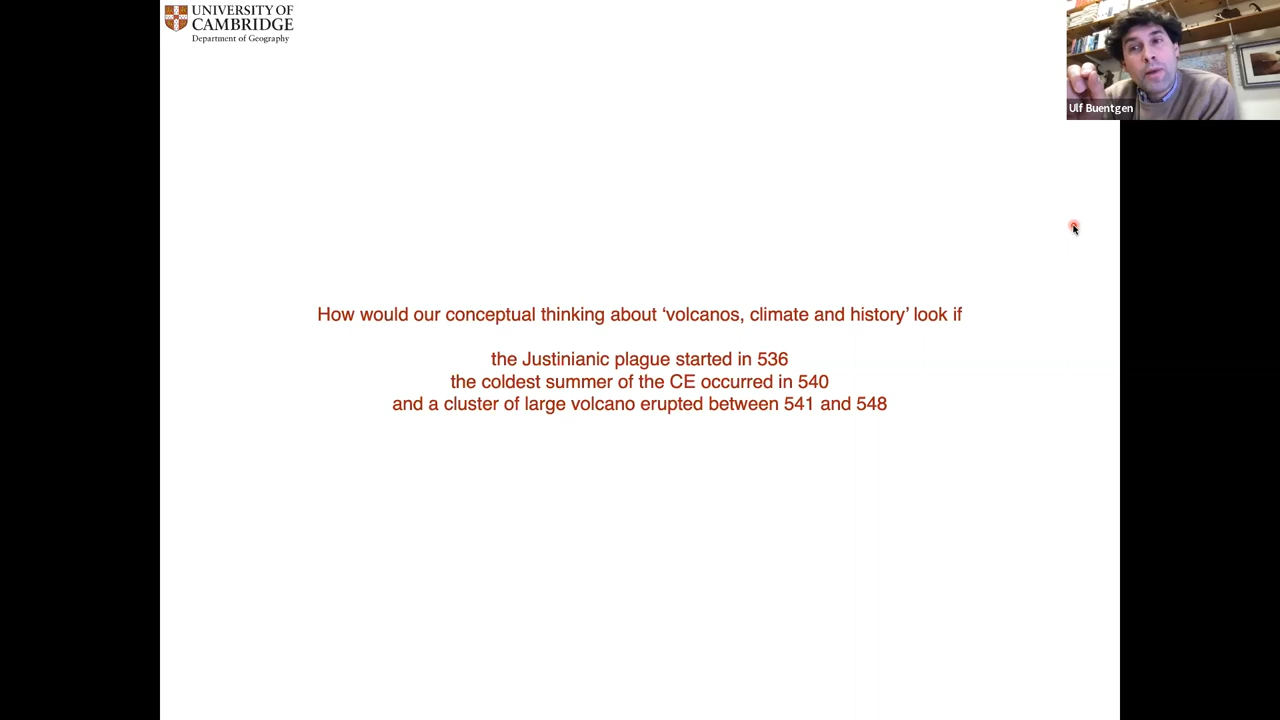 UNIVERSITY OF
CAMBRIDGE
Department of Geography
Ulf Buentgen
How would our conceptual thinking about ‘volcanos, climate and history’ look if
the Justinianic plague started in 536
the coldest summer of the CE occurred in 540
and a cluster of large volcano erupted between 541 and 548